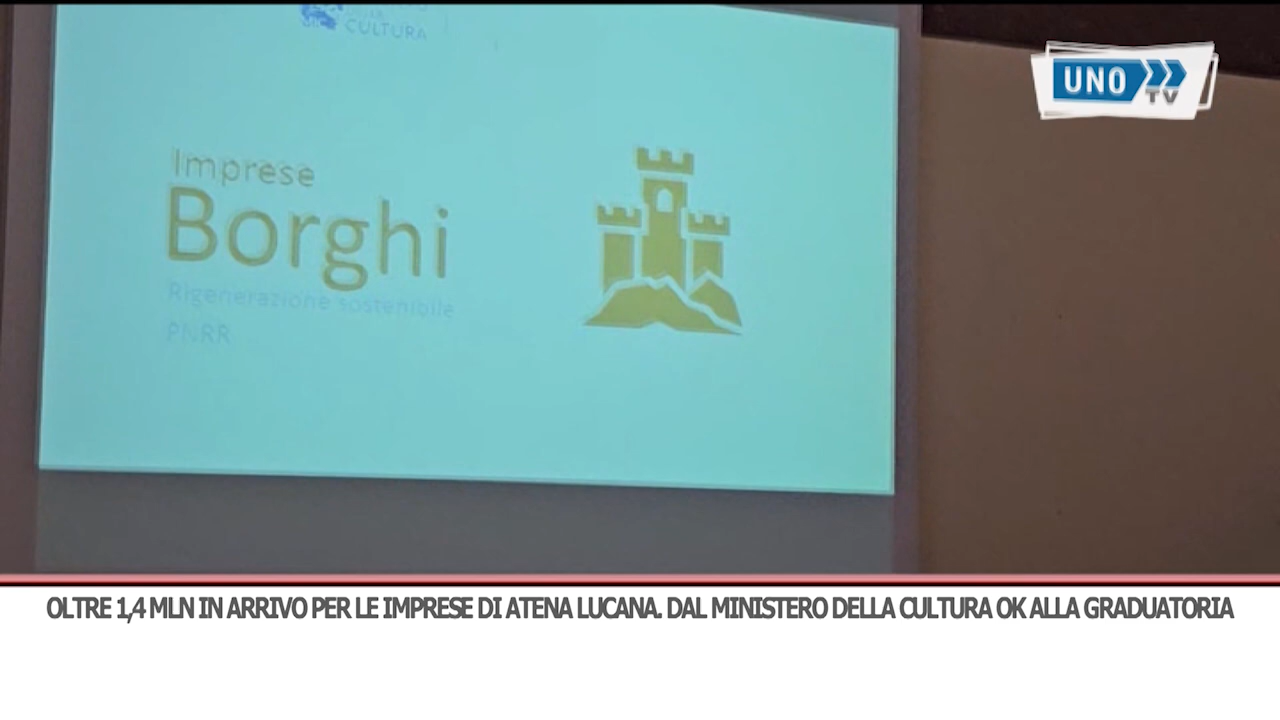 MIC
CULTURA
UNO
TV
Imprese
Borghi
Rigenerazione sostenibile
PNRR
OLTRE 1,4 MLN IN ARRIVO PER LE IMPRESE DI ATENA LUCANA. DAL MINISTERO DELLA CULTURA OK ALLA GRADUATORIA